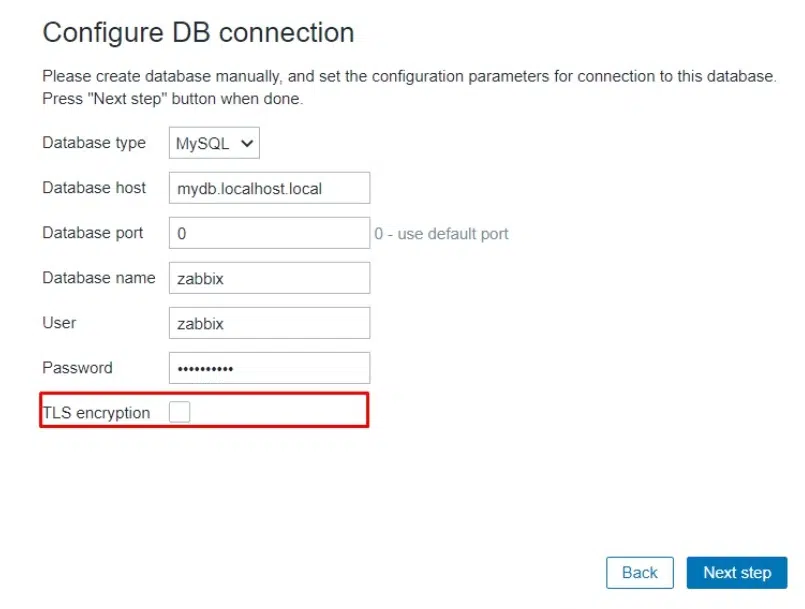 Configure DB connection
Please create database manually, and set the configuration parameters for connection to this database.
Press "Next step" button when done.
Database type MySQL
Database host mydb.localhost.local
Database port 0 0 - use default port
Database name zabbix
User zabbix
Password ••••••••••
TLS encryption
Back Next step